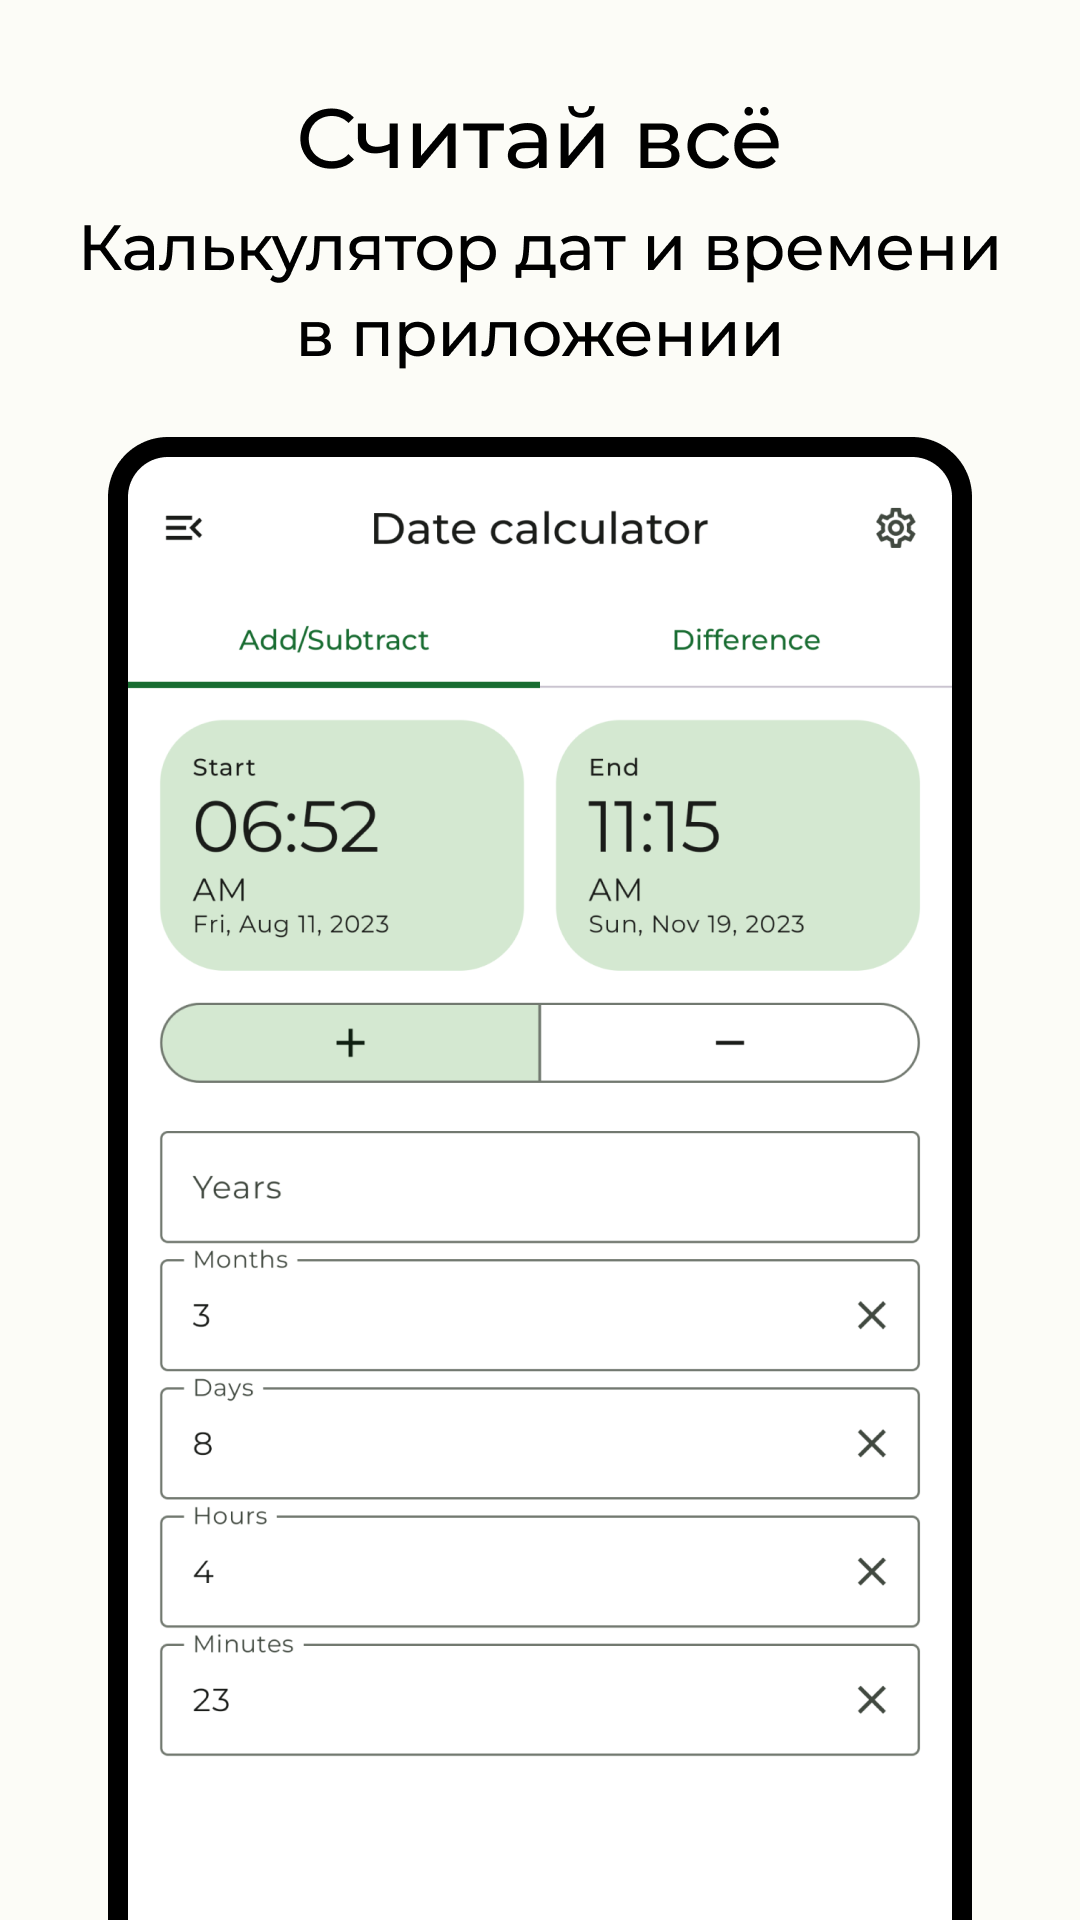 Считай всё
Калькулятор дат и времени
в приложении
Date calculator
Add/Subtract
Difference
Start
06:52
AM
Fri, Aug 11, 2023
End
11:15
AM
Sun, Nov 19, 2023
+
−
Years
Months
3
Days
8
Hours
4
Minutes
23